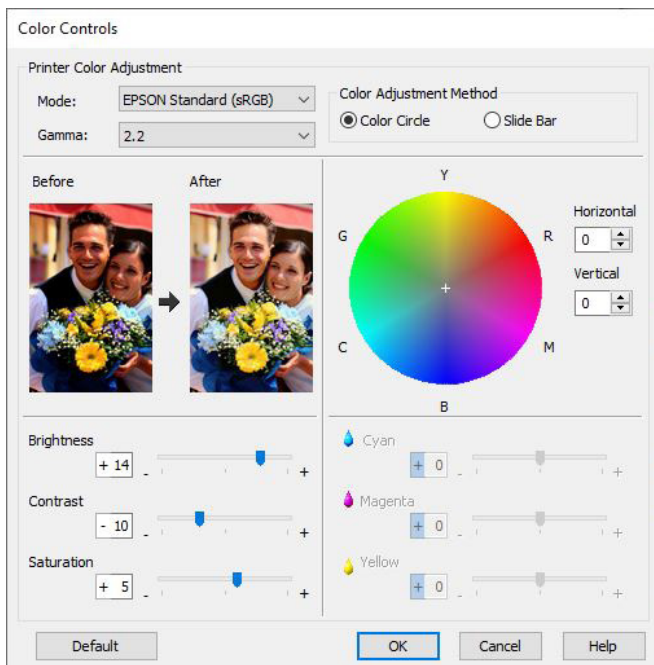 Color Controls
Printer Color Adjustment
Mode: EPSON Standard (sRGB)
Gamma: 2.2
Color Adjustment Method
Color Circle Slide Bar
Before After
Y
G R
C M
B
Horizontal
0
Vertical
0
Brightness
+ 14 - +
Contrast
- 10 - +
Saturation
+ 5 - +
Cyan
+ 0 - +
Magenta
+ 0 - +
Yellow
+ 0 - +
Default OK Cancel Help